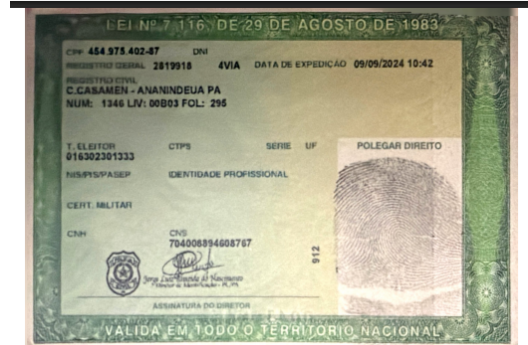 LEI Nº 7.116, DE 29 DE AGOSTO DE 1983
CPF 454.975.402-87 DNI
REGISTRO GERAL 2819918 4VIA DATA DE EXPEDIÇÃO 09/09/2024 10:42
REGISTRO CIVIL
C.CASAMEN - ANANINDEUA PA
NUM: 1346 LIV: 00B03 FOL: 295
T. ELEITOR CTPS SERIE UF POLEGAR DIREITO
016302301333
NIS/PIS/PASEP IDENTIDADE PROFISSIONAL
CERT. MILITAR
CNH CNS
704008894608767
912
ASSINATURA DO DIRETOR
VALIDA EM TODO O TERRITÓRIO NACIONAL